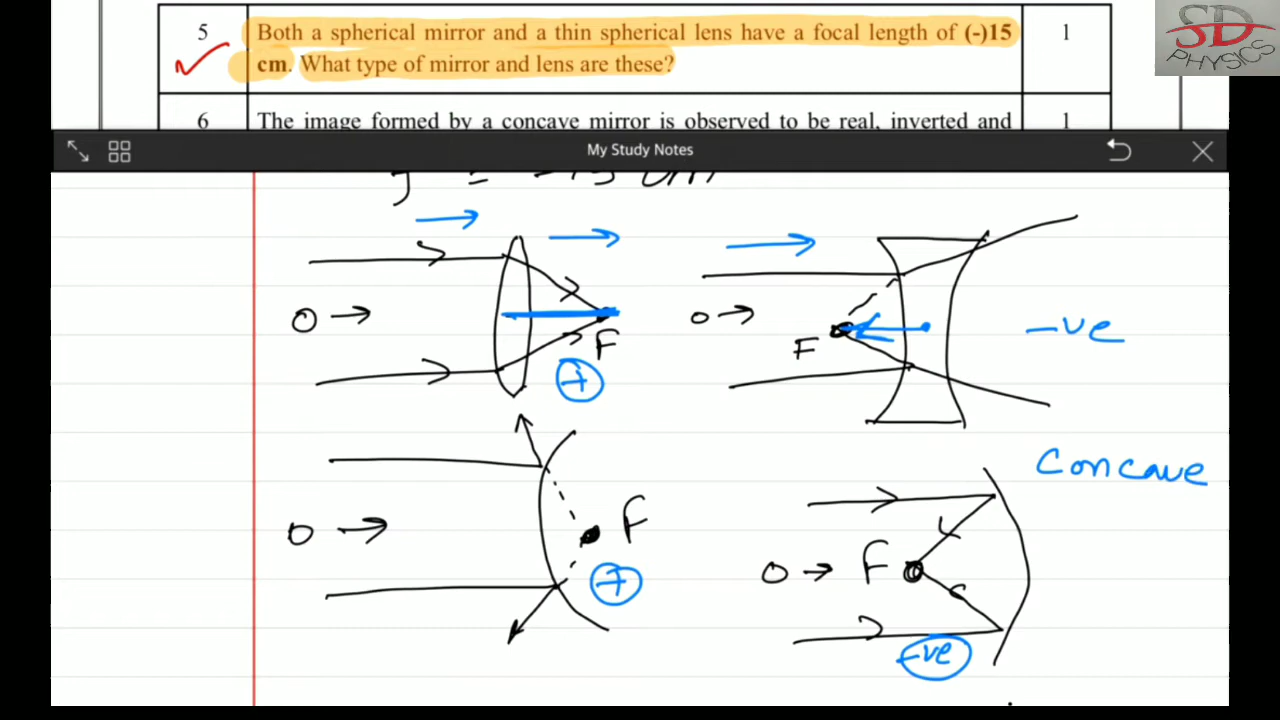 5 Both a spherical mirror and a thin spherical lens have a focal length of (-)15 1
cm. What type of mirror and lens are these?
SD
PHYSICS
6 The image formed by a concave mirror is observed to be real, inverted and 1
My Study Notes
f = -15 cm
O → F +
O → F -ve
Concave
O → F +
O → F -ve